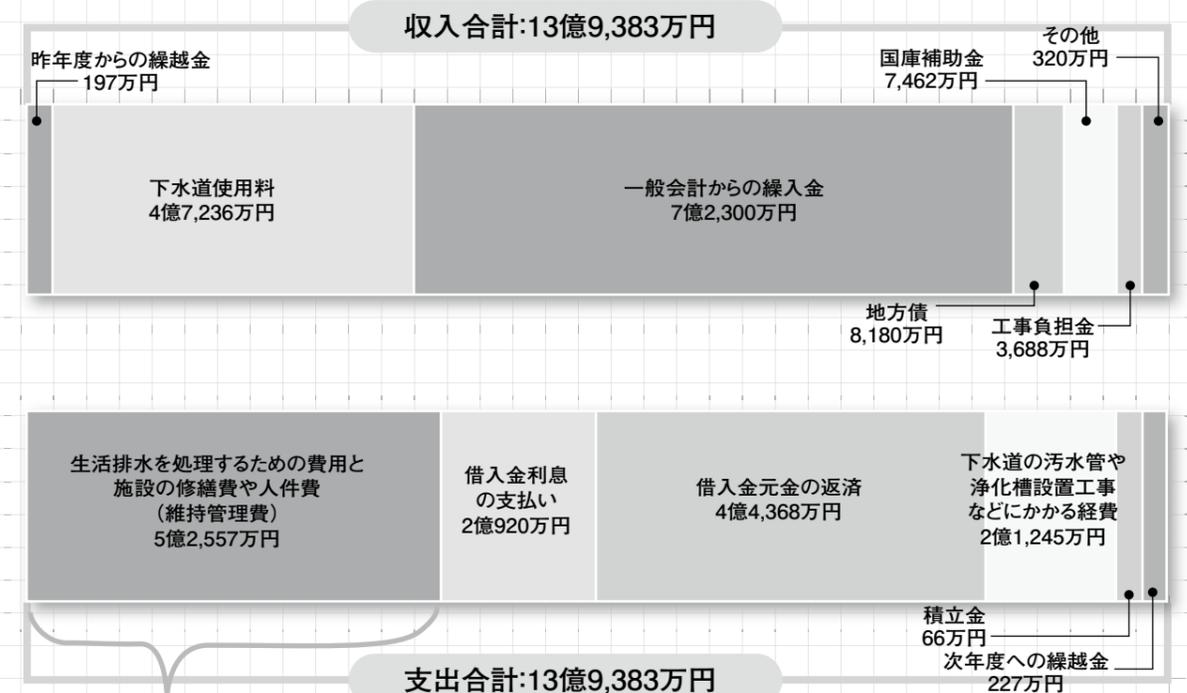 収入合計：13億9,383万円
昨年度からの繰越金
197万円
下水道使用料
4億7,236万円
一般会計からの繰入金
7億2,300万円
国庫補助金
7,462万円
その他
320万円
地方債
8,180万円
工事負担金
3,688万円
生活排水を処理するための費用と
施設の修繕費や人件費
（維持管理費）
5億2,557万円
借入金利息
の支払い
2億920万円
借入金元金の返済
4億4,368万円
下水道の汚水管や
浄化槽設置工事
などにかかる経費
2億1,245万円
積立金
66万円
次年度への繰越金
227万円
支出合計：13億9,383万円